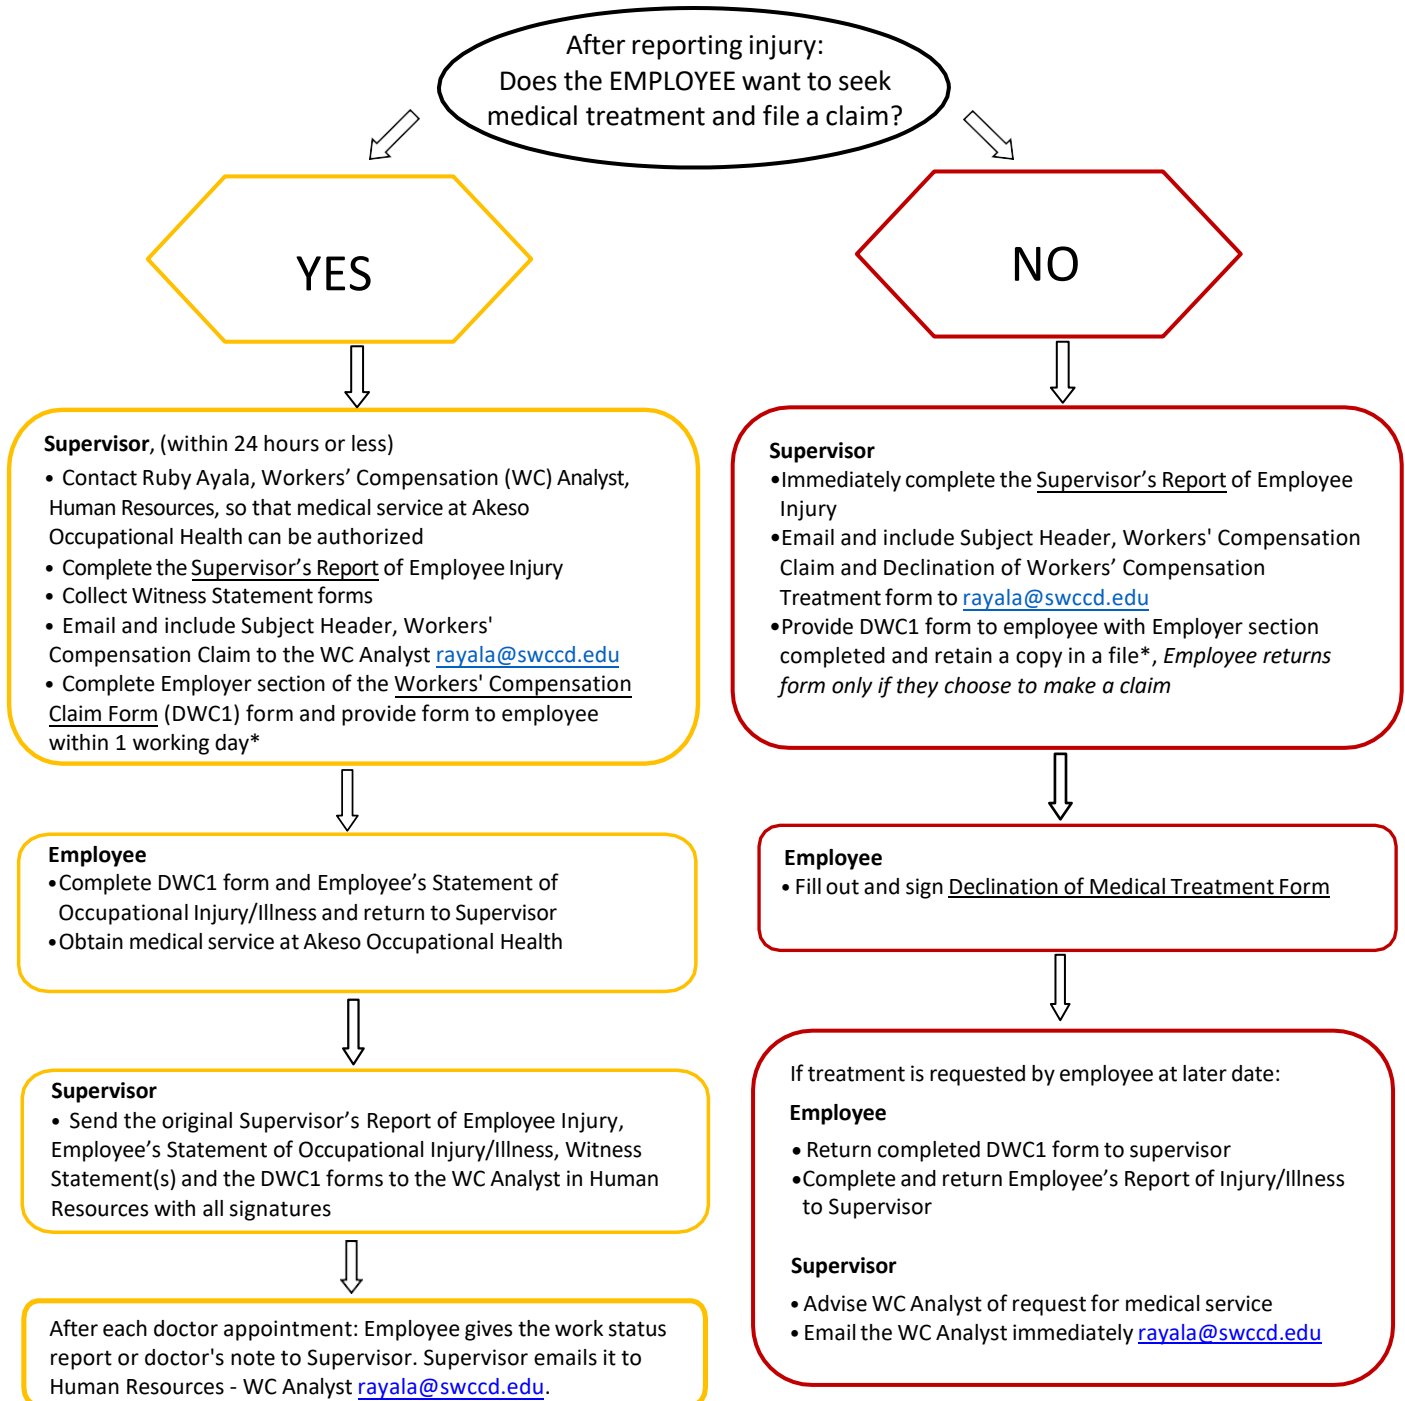 After reporting injury:
Does the EMPLOYEE want to seek
medical treatment and file a claim?
YES
Supervisor, (within 24 hours or less)
• Contact Ruby Ayala, Workers’ Compensation (WC) Analyst,
Human Resources, so that medical service at Akeso
Occupational Health can be authorized
• Complete the Supervisor’s Report of Employee Injury
• Collect Witness Statement forms
• Email and include Subject Header, Workers'
Compensation Claim to the WC Analyst rayala@swccd.edu
• Complete Employer section of the Workers' Compensation
Claim Form (DWC1) form and provide form to employee
within 1 working day*
Employee
•Complete DWC1 form and Employee’s Statement of
Occupational Injury/Illness and return to Supervisor
•Obtain medical service at Akeso Occupational Health
Supervisor
• Send the original Supervisor’s Report of Employee Injury,
Employee’s Statement of Occupational Injury/Illness, Witness
Statement(s) and the DWC1 forms to the WC Analyst in Human
Resources with all signatures
After each doctor appointment: Employee gives the work status
report or doctor's note to Supervisor. Supervisor emails it to
Human Resources - WC Analyst rayala@swccd.edu.
NO
Supervisor
•Immediately complete the Supervisor’s Report of Employee
Injury
•Email and include Subject Header, Workers' Compensation
Claim and Declination of Workers’ Compensation
Treatment form to rayala@swccd.edu
•Provide DWC1 form to employee with Employer section
completed and retain a copy in a file*, Employee returns
form only if they choose to make a claim
Employee
• Fill out and sign Declination of Medical Treatment Form
If treatment is requested by employee at later date:
Employee
• Return completed DWC1 form to supervisor
•Complete and return Employee’s Report of Injury/Illness
to Supervisor
Supervisor
• Advise WC Analyst of request for medical service
• Email the WC Analyst immediately rayala@swccd.edu